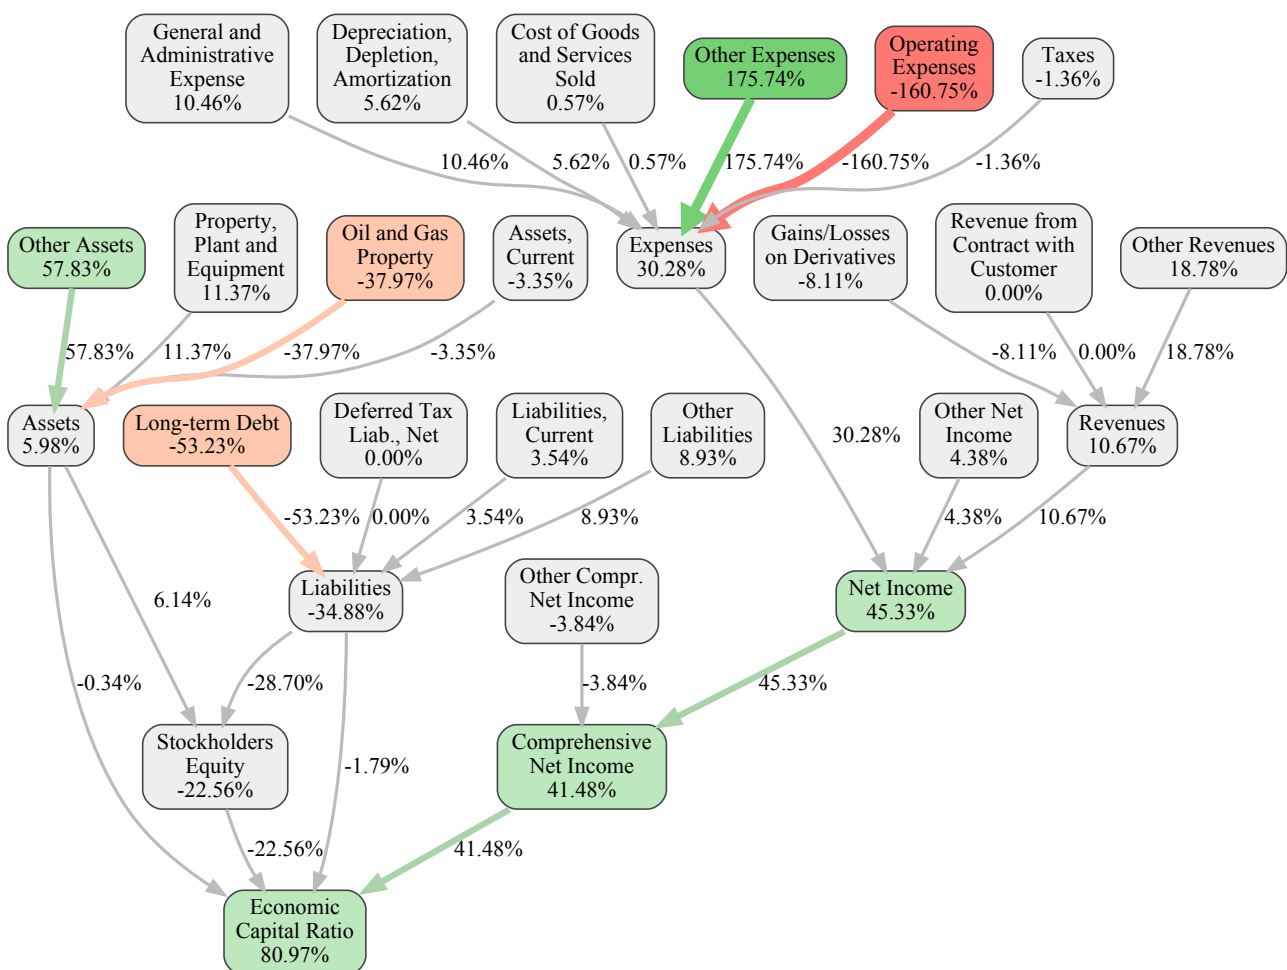 General and
Administrative
Expense
10.46%
Depreciation,
Depletion,
Amortization
5.62%
Cost of Goods
and Services
Sold
0.57%
Other Expenses
175.74%
Operating
Expenses
-160.75%
Taxes
-1.36%
10.46%
5.62%
0.57%
175.74%
-160.75%
-1.36%
Other Assets
57.83%
Property,
Plant and
Equipment
11.37%
Oil and Gas
Property
-37.97%
Assets,
Current
-3.35%
Expenses
30.28%
Gains/Losses
on Derivatives
-8.11%
Revenue from
Contract with
Customer
0.00%
Other Revenues
18.78%
57.83%
11.37%
-37.97%
-3.35%
-8.11%
0.00%
18.78%
Assets
5.98%
Long-term Debt
-53.23%
Deferred Tax
Liab., Net
0.00%
Liabilities,
Current
3.54%
Other
Liabilities
8.93%
30.28%
Other Net
Income
4.38%
Revenues
10.67%
-53.23%
0.00%
3.54%
8.93%
4.38%
10.67%
6.14%
Liabilities
-34.88%
Other Compr.
Net Income
-3.84%
Net Income
45.33%
-0.34%
-28.70%
-3.84%
45.33%
Stockholders
Equity
-22.56%
-1.79%
Comprehensive
Net Income
41.48%
-22.56%
41.48%
Economic
Capital Ratio
80.97%